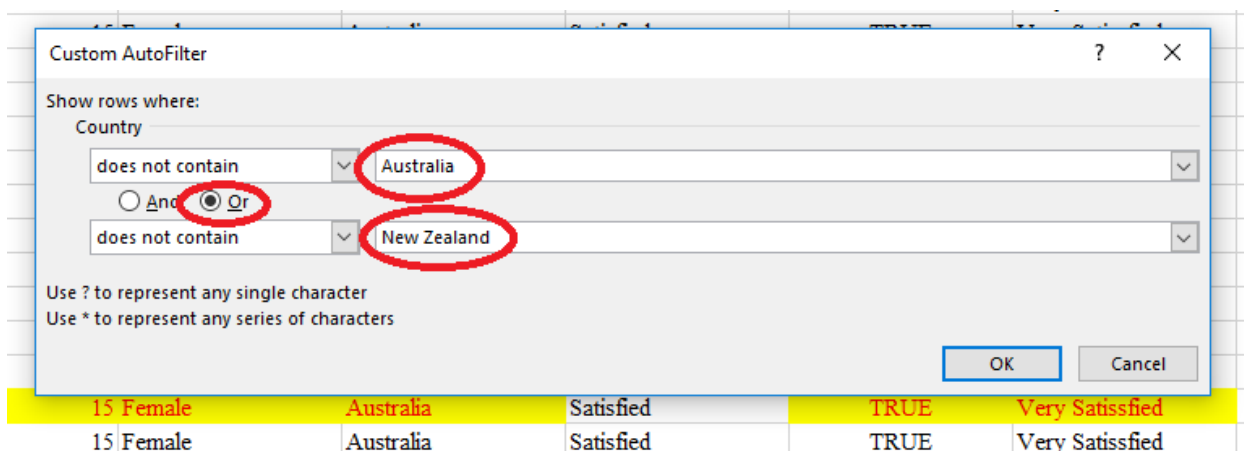 Custom AutoFilter ? ×
Show rows where:
Country
does not contain Australia
And Or
does not contain New Zealand
Use ? to represent any single character
Use * to represent any series of characters
OK Cancel
15 Female Australia Satisfied TRUE Very Satissfied
15 Female Australia Satisfied TRUE Very Satissfied